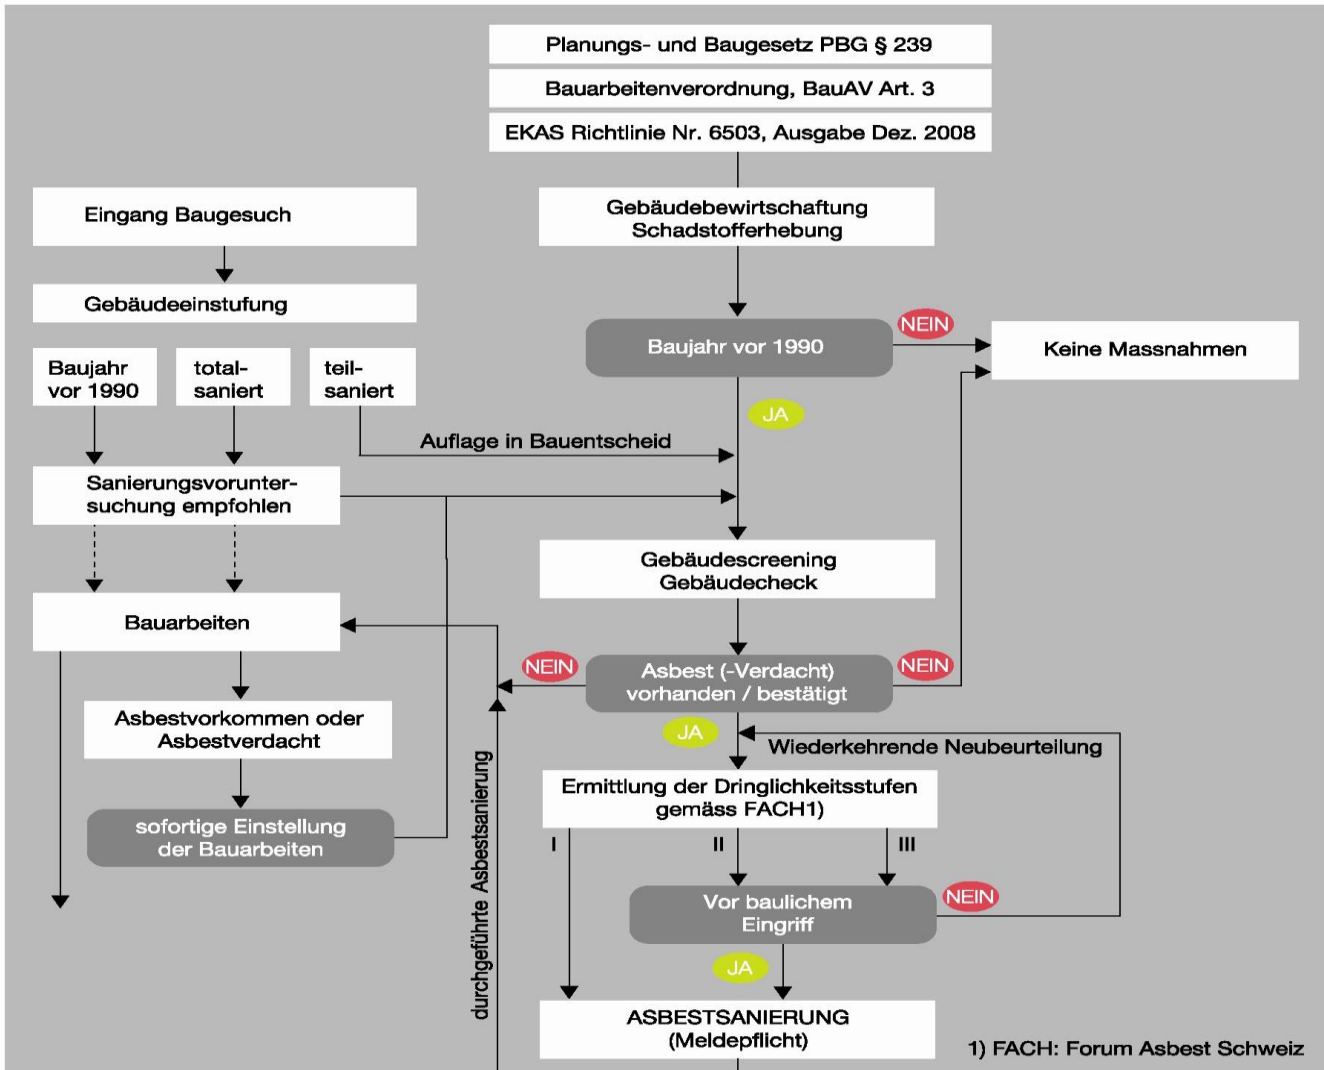 Planungs- und Baugesetz PBG § 239
Bauarbeitenverordnung, BauAV Art. 3
EKAS Richtlinie Nr. 6503, Ausgabe Dez. 2008
Eingang Baugesuch
Gebäudebewirtschaftung
Schadstofferhebung
Gebäudeeinstufung
Baujahr vor 1990
NEIN
Keine Massnahmen
Baujahr
vor 1990
total-
saniert
teil-
saniert
JA
Auflage in Bauentscheid
Sanierungsvorunter-
suchung empfohlen
Gebäudescreening
Gebäudecheck
Bauarbeiten
NEIN
Asbest (-Verdacht)
vorhanden / bestätigt
NEIN
Asbestvorkommen oder
Asbestverdacht
JA
Wiederkehrende Neubeurteilung
durchgeführte Asbestsanierung
Ermittlung der Dringlichkeitsstufen
gemäss FACH1)
sofortige Einstellung
der Bauarbeiten
I
II
III
Vor baulichem
Eingriff
NEIN
JA
ASBESTSANIERUNG
(Meldepflicht)
1) FACH: Forum Asbest Schweiz